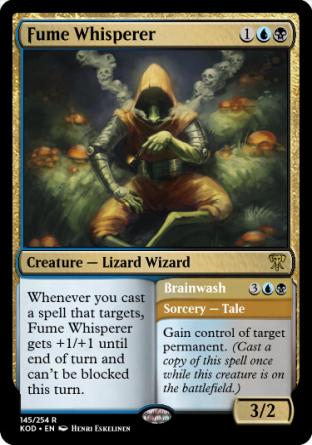 Fume Whisperer 1
Creature — Lizard Wizard
Whenever you cast
a spell that targets,
Fume Whisperer
gets +1/+1 until
end of turn and
can't be blocked
this turn.
Brainwash 3
Sorcery — Tale
Gain control of target
permanent. (Cast a
copy of this spell once
while this creature is
on the battlefield.)
3/2
145/254 R
KOD • EN Henri Eskelinen